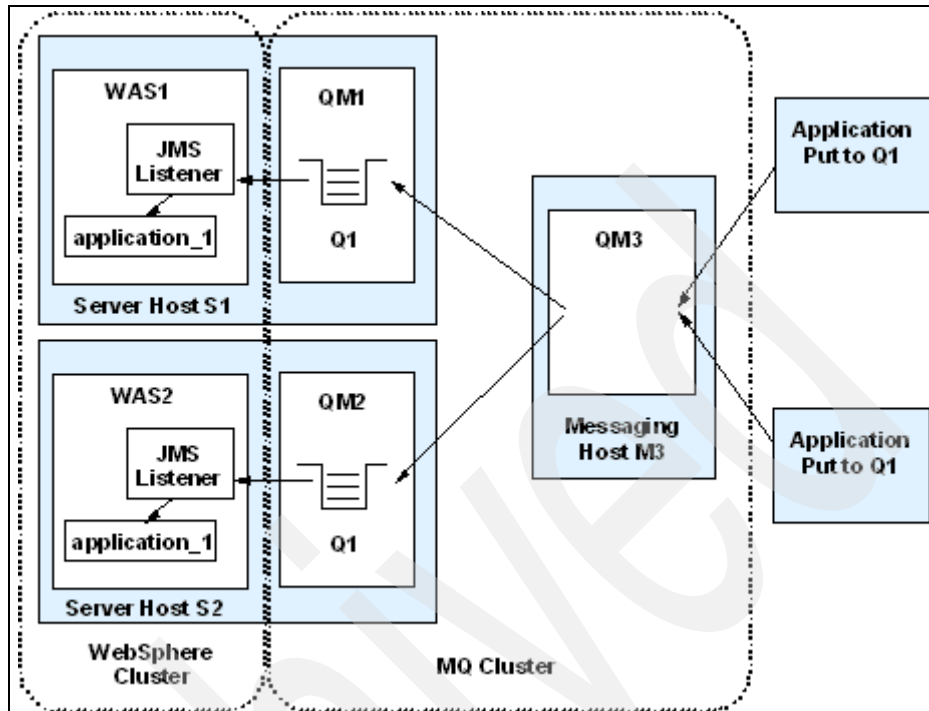 WAS1
JMS
Listener
application_1
QM1
Q1
Server Host S1
WAS2
JMS
Listener
application_1
QM2
Q1
Server Host S2
WebSphere
Cluster
MQ Cluster
QM3
Messaging
Host M3
Application
Put to Q1
Application
Put to Q1